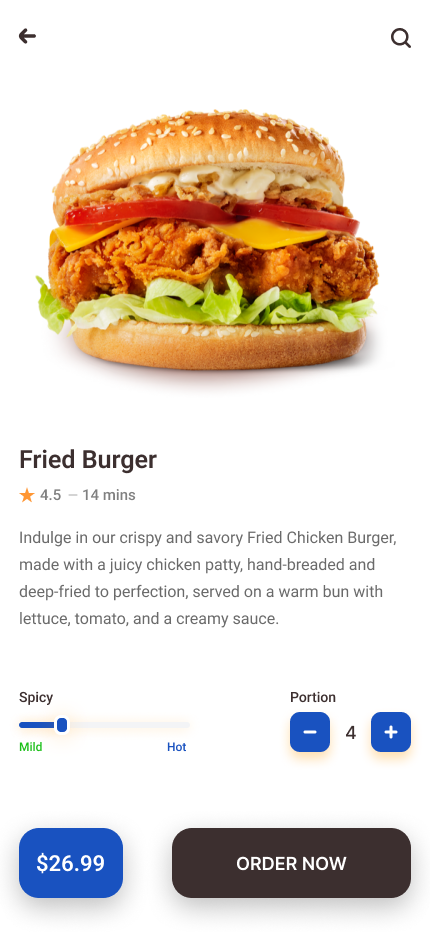 Fried Burger
4.5 — 14 mins
Indulge in our crispy and savory Fried Chicken Burger,
made with a juicy chicken patty, hand-breaded and
deep-fried to perfection, served on a warm bun with
lettuce, tomato, and a creamy sauce.
Spicy
Portion
4
Mild
Hot
$26.99
ORDER NOW